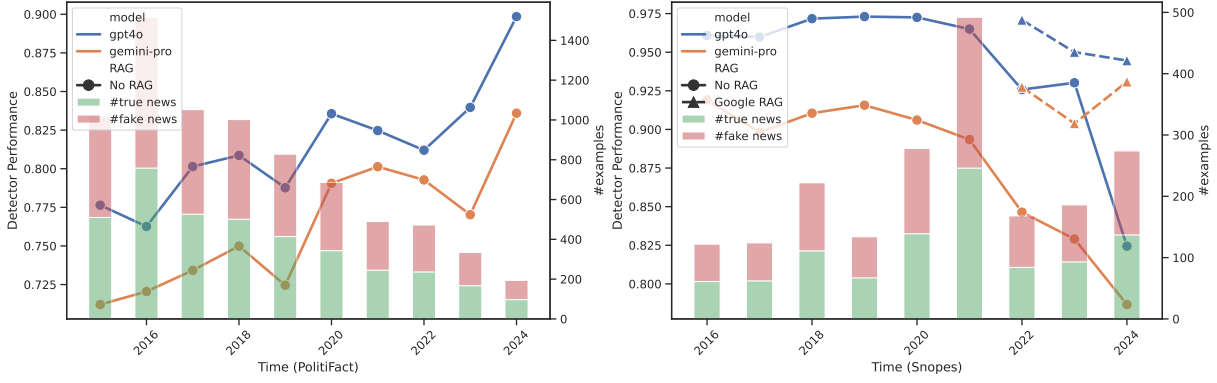 0.900
0.875
0.850
0.825
0.800
0.775
0.750
0.725
Detector Performance
model
gpt4o
gemini-pro
RAG
No RAG
#true news
#fake news
1400
1200
1000
800
600
400
200
0
#examples
2016
2018
2020
2022
2024
Time (PolitiFact)
0.975
0.950
0.925
0.900
0.875
0.850
0.825
0.800
Detector Performance
model
gpt4o
gemini-pro
RAG
No RAG
Google RAG
#true news
#fake news
500
400
300
200
100
0
#examples
2016
2018
2020
2022
2024
Time (Snopes)